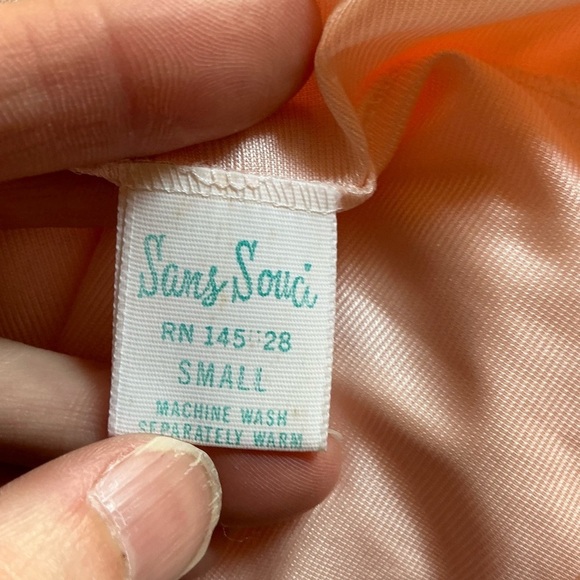 Sans Souci
RN 145 28
SMALL
MACHINE WASH
SEPARATELY WARM